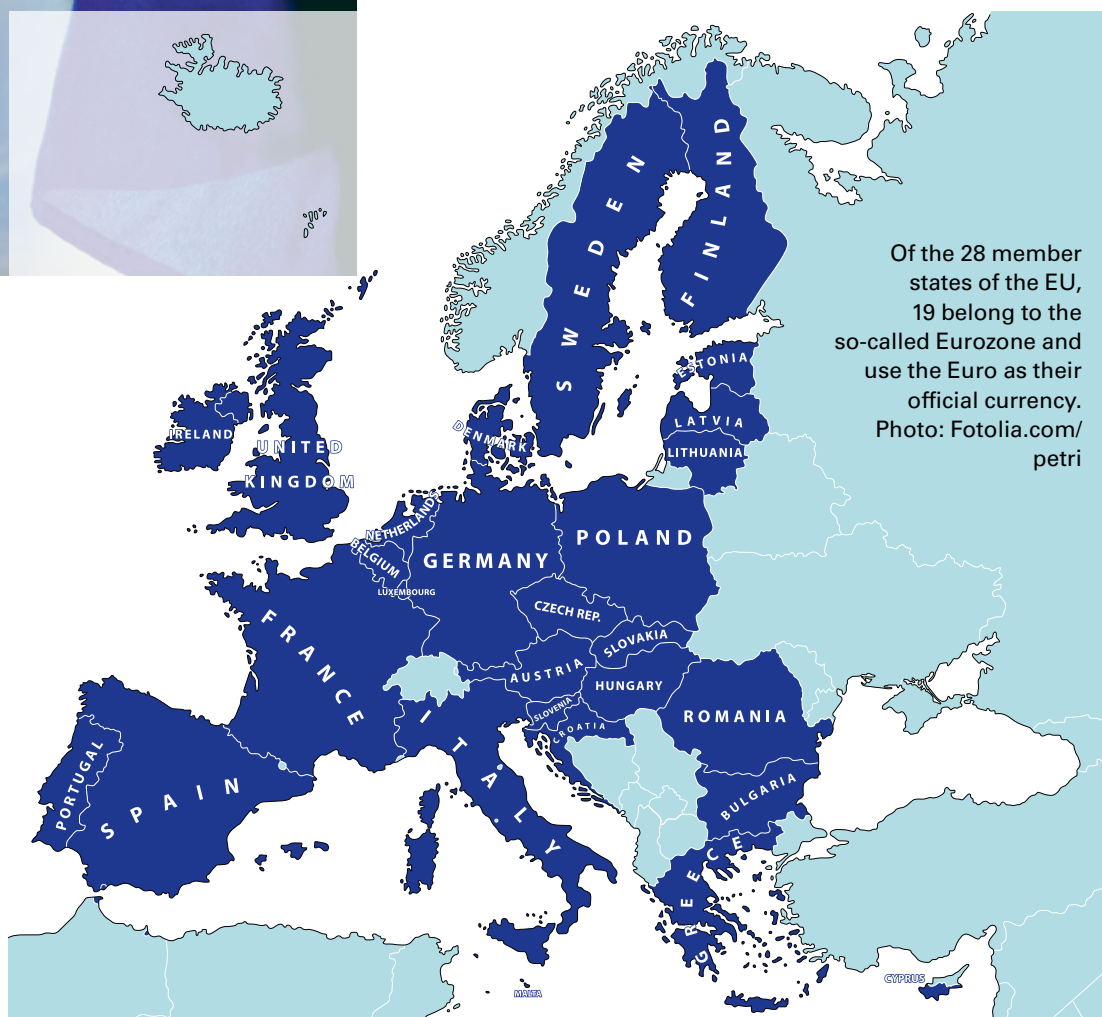 SWEDEN
FINLAND
Of the 28 member
states of the EU,
19 belong to the
so-called Eurozone and
use the Euro as their
official currency.
Photo: Fotolia.com/
petri
ESTONIA
LATVIA
LITHUANIA
DENMARK
IRELAND
UNITED
KINGDOM
NETHERLANDS
BELGIUM
LUXEMBOURG
GERMANY
POLAND
CZECH REP.
SLOVAKIA
FRANCE
AUSTRIA
HUNGARY
SLOVENIA
CROATIA
ROMANIA
ITALY
PORTUGAL
SPAIN
BULGARIA
GREECE
MALTA
CYPRUS